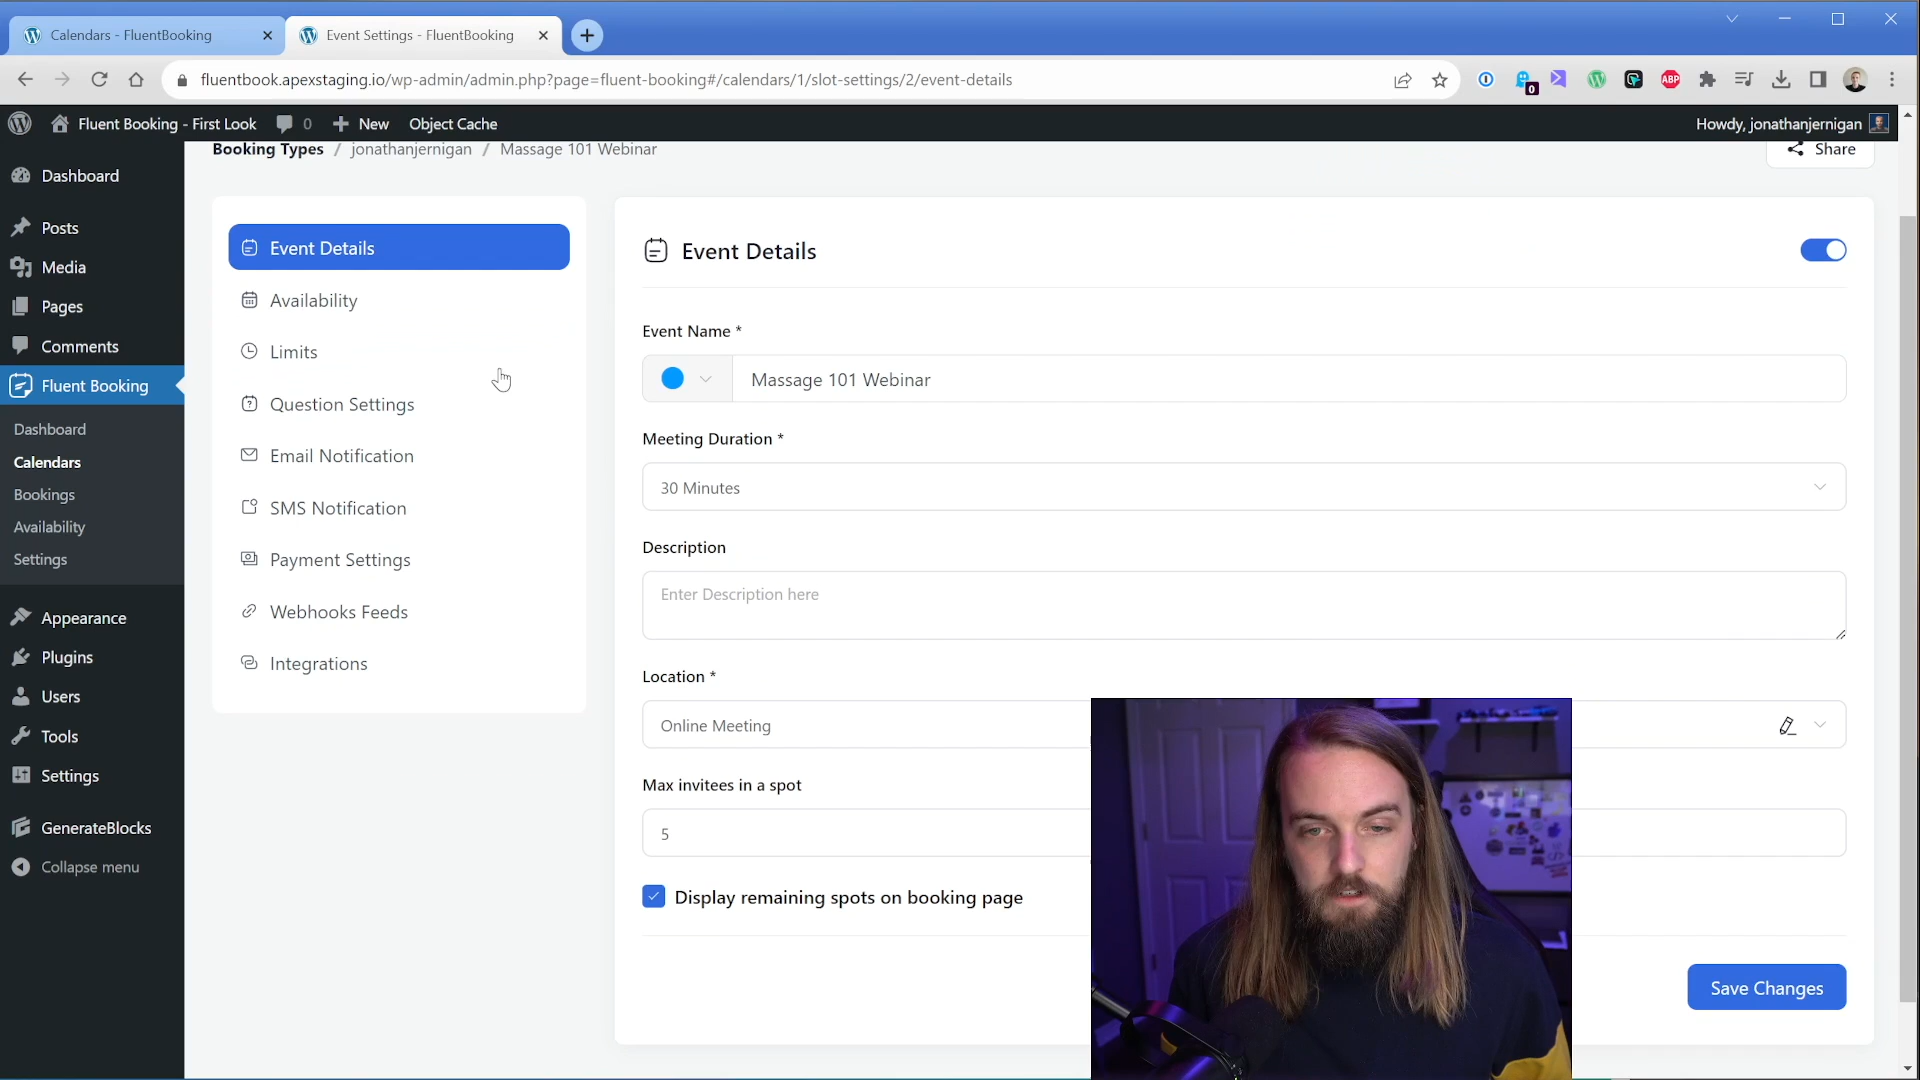 Calendars - FluentBooking
Event Settings - FluentBooking
fluentbook.apexstaging.io/wp-admin/admin.php?page=fluent-booking#/calendars/1/slot-settings/2/event-details
0
ABP
Fluent Booking - First Look
0
New
Object Cache
Howdy, jonathanjernigan
Booking Types / jonathanjernigan / Massage 101 Webinar
Share
Dashboard
Posts
Media
Pages
Comments
Fluent Booking
Dashboard
Calendars
Bookings
Availability
Settings
Appearance
Plugins
Users
Tools
Settings
GenerateBlocks
Collapse menu
Event Details
Availability
Limits
Question Settings
Email Notification
SMS Notification
Payment Settings
Webhooks Feeds
Integrations
Event Details
Event Name *
Massage 101 Webinar
Meeting Duration *
30 Minutes
Description
Enter Description here
Location *
Online Meeting
Max invitees in a spot
5
Display remaining spots on booking page
Save Changes